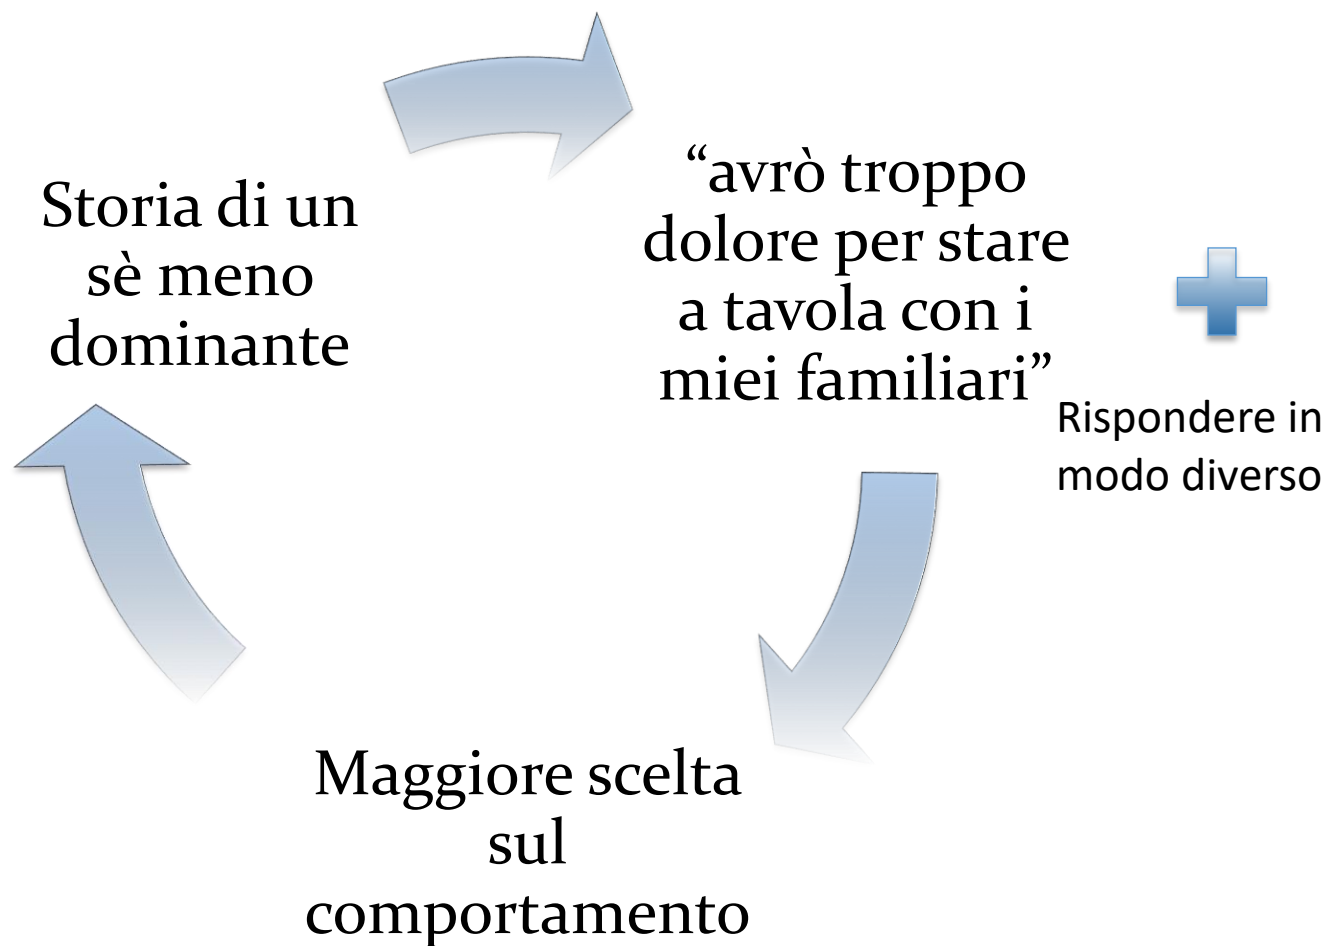 Storia di un
sè meno
dominante
“avrò troppo
dolore per stare
a tavola con i
miei familiari”
Rispondere in
modo diverso
Maggiore scelta
sul
comportamento